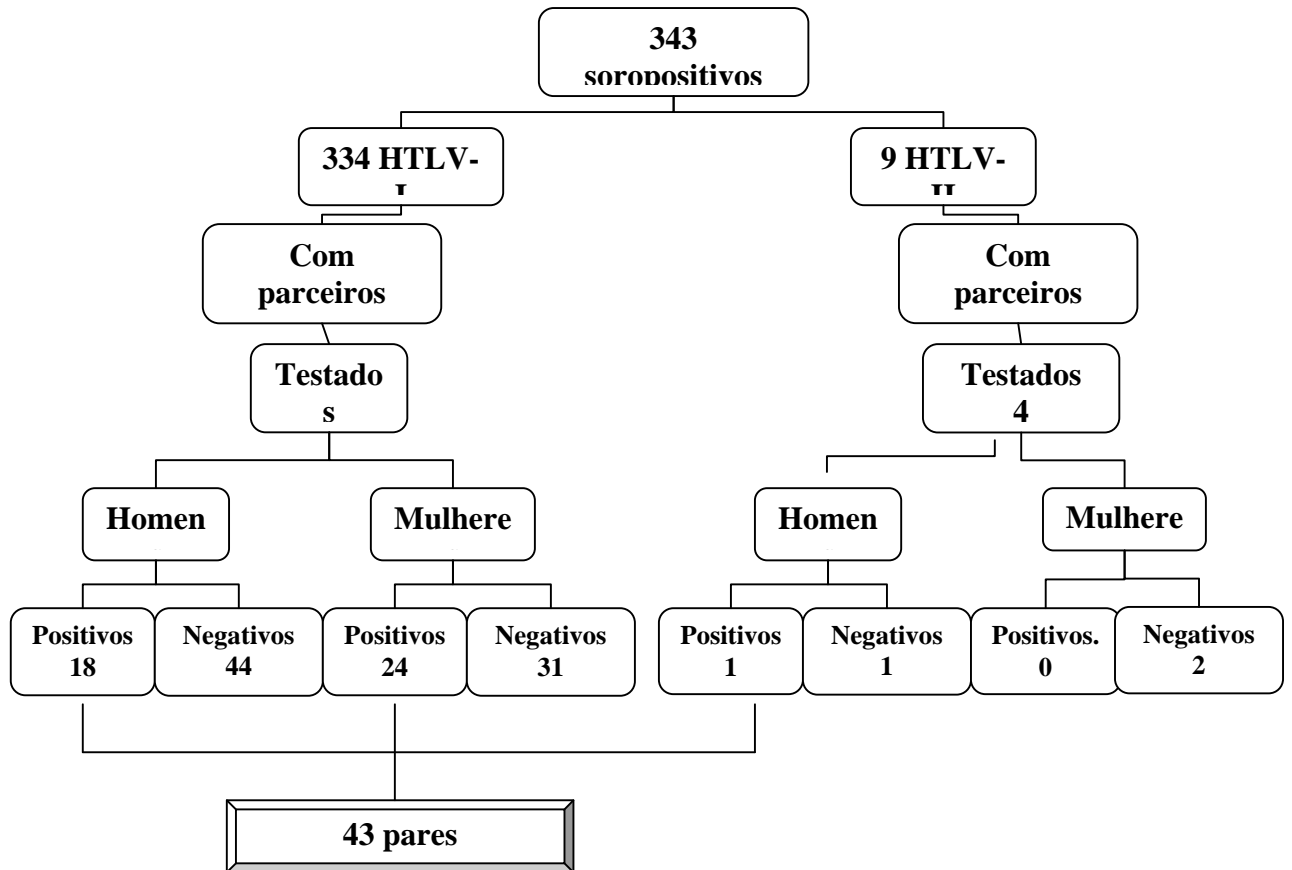 343
soropositivos
334 HTLV-
I
9 HTLV-
II
Com
parceiros
Com
parceiros
Testado
s
Testados
4
Homen
Mulhere
Homen
Mulhere
Positivos
18
Negativos
44
Positivos
24
Negativos
31
Positivos
1
Negativos
1
Positivos.
0
Negativos
2
43 pares